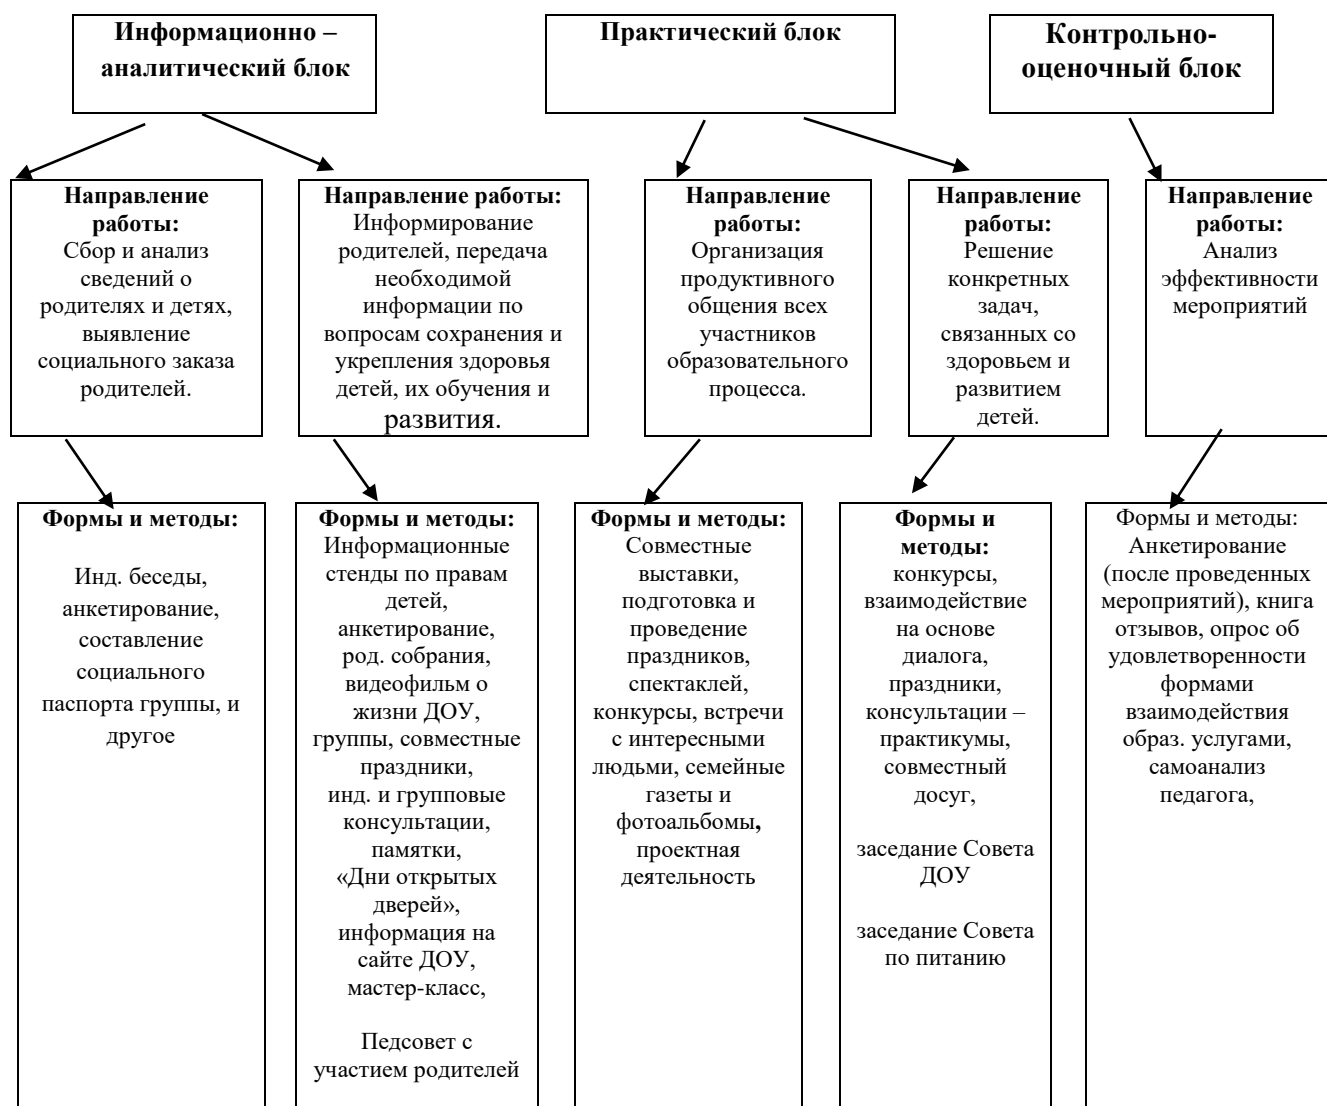 Информационно –
аналитический блок
Практический блок
Контрольно-
оценочный блок
Направление
работы:
Сбор и анализ
сведений о
родителях и детях,
выявление
социального заказа
родителей.
Направление работы:
Информирование
родителей, передача
необходимой
информации по
вопросам сохранения и
укрепления здоровья
детей, их обучения и
развития.
Направление
работы:
Организация
продуктивного
общения всех
участников
образовательного
процесса.
Направление
работы:
Решение
конкретных
задач,
связанных со
здоровьем и
развитием
детей.
Направление
работы:
Анализ
эффективности
мероприятий
Формы и методы:
Инд. беседы,
анкетирование,
составление
социального
паспорта группы, и
другое
Формы и методы:
Информационные
стенды по правам
детей,
анкетирование,
род. собрания,
видеофильм о
жизни ДОУ,
группы, совместные
праздники,
инд. и групповые
консультации,
памятки,
«Дни открытых
дверей»,
информация на
сайте ДОУ,
мастер-класс,
Педсовет с
участием родителей
Формы и методы:
Совместные
выставки,
подготовка и
проведение
праздников,
спектаклей,
конкурсы, встречи
с интересными
людьми, семейные
газеты и
фотоальбомы,
проектная
деятельность
Формы и
методы:
конкурсы,
взаимодействие
на основе
диалога,
праздники,
консультации –
практикумы,
совместный
досуг,
заседание Совета
ДОУ
заседание Совета
по питанию
Формы и методы:
Анкетирование
(после проведенных
мероприятий), книга
отзывов, опрос об
удовлетворенности
формами
взаимодействия
образ. услугами,
самоанализ
педагога,